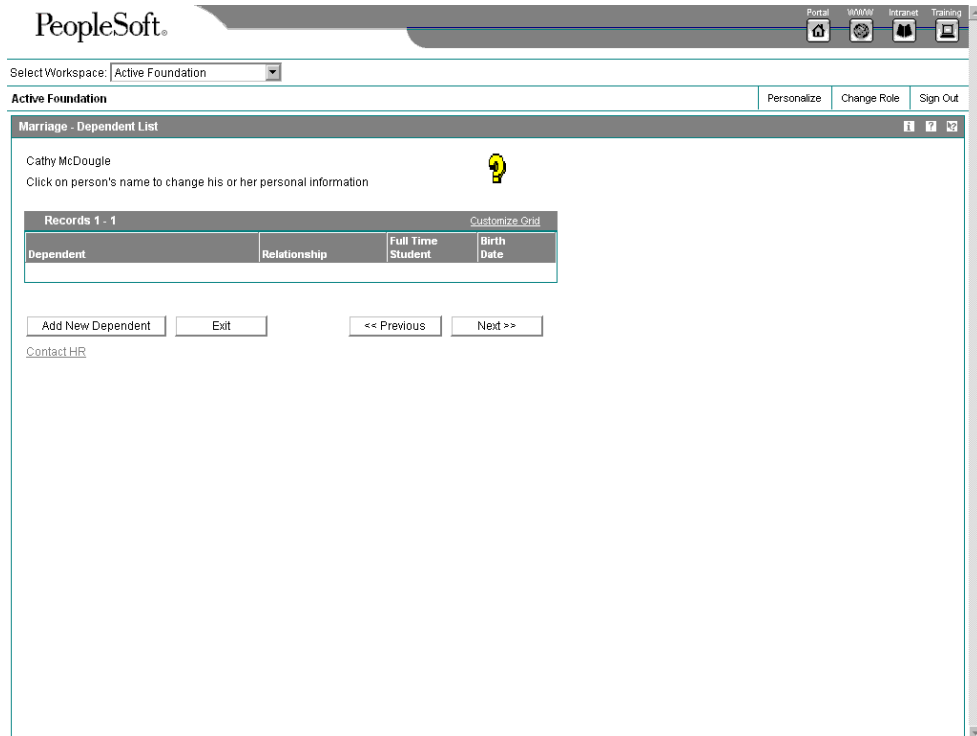 Portal WWW Intranet Training
PeopleSoft®
Select Workspace: Active Foundation
Active Foundation Personalize Change Role Sign Out
Marriage - Dependent List
Cathy McDougle
Click on person's name to change his or her personal information
Records 1 - 1 Customize Grid
Dependent Relationship Full Time Student Birth Date
Add New Dependent Exit << Previous Next >>
Contact HR